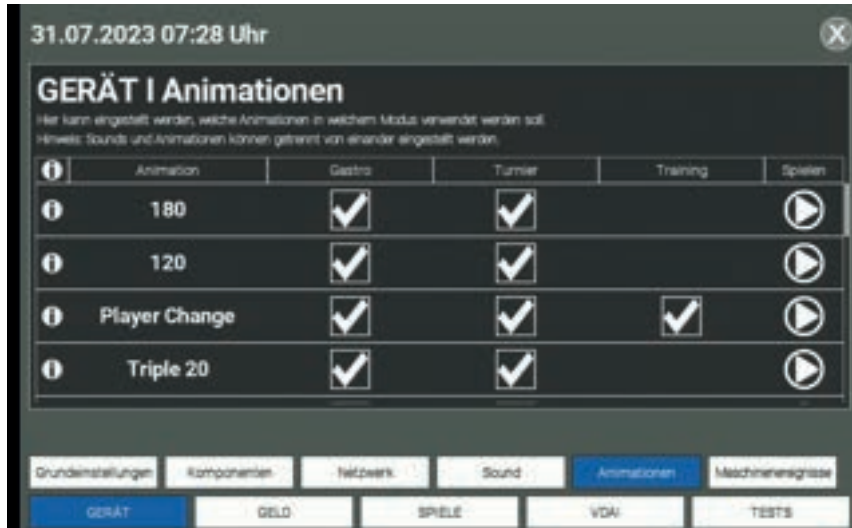 31.07.2023 07:28 Uhr
X
GERÄT I Animationen
Hier kann eingestellt werden, welche Animationen in welchem Modus verwendet werden soll.
Hinweis: Sounds und Animationen können getrennt von einander eingestellt werden.
Animation Gastro Turnier Training Spielen
180
120
Player Change
Triple 20
Grundeinstellungen Komponenten Netzwerk Sound Animationen Maschinenereignisse
GERÄT GELD SPIELE VDAI TESTS